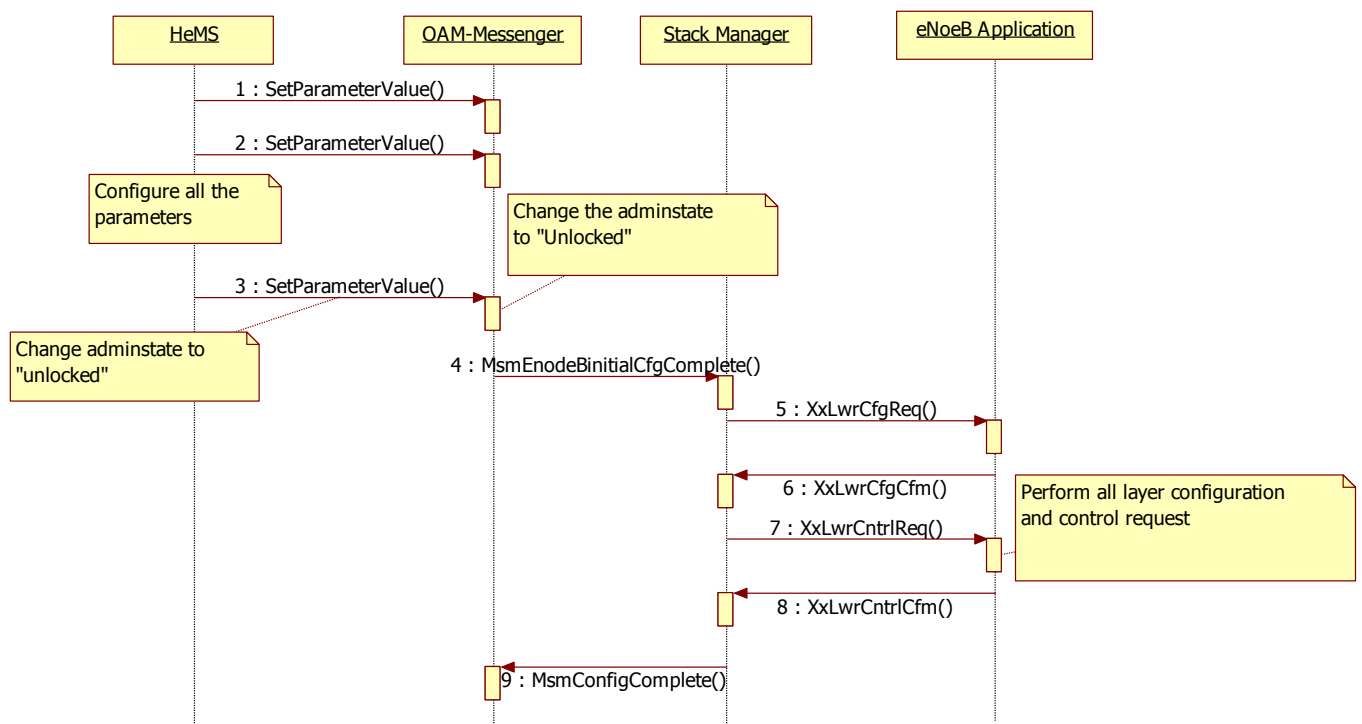 HeMS
OAM-Messenger
Stack Manager
eNoeB Application
1 : SetParameterValue()
2 : SetParameterValue()
Configure all the
parameters
Change the adminstate
to "Unlocked"
3 : SetParameterValue()
Change adminstate to
"unlocked"
4 : MsmEnodeBinitialCfgComplete()
5 : XxLwrCfgReq()
6 : XxLwrCfgCfm()
Perform all layer configuration
and control request
7 : XxLwrCntrlReq()
8 : XxLwrCntrlCfm()
9 : MsmConfigComplete()